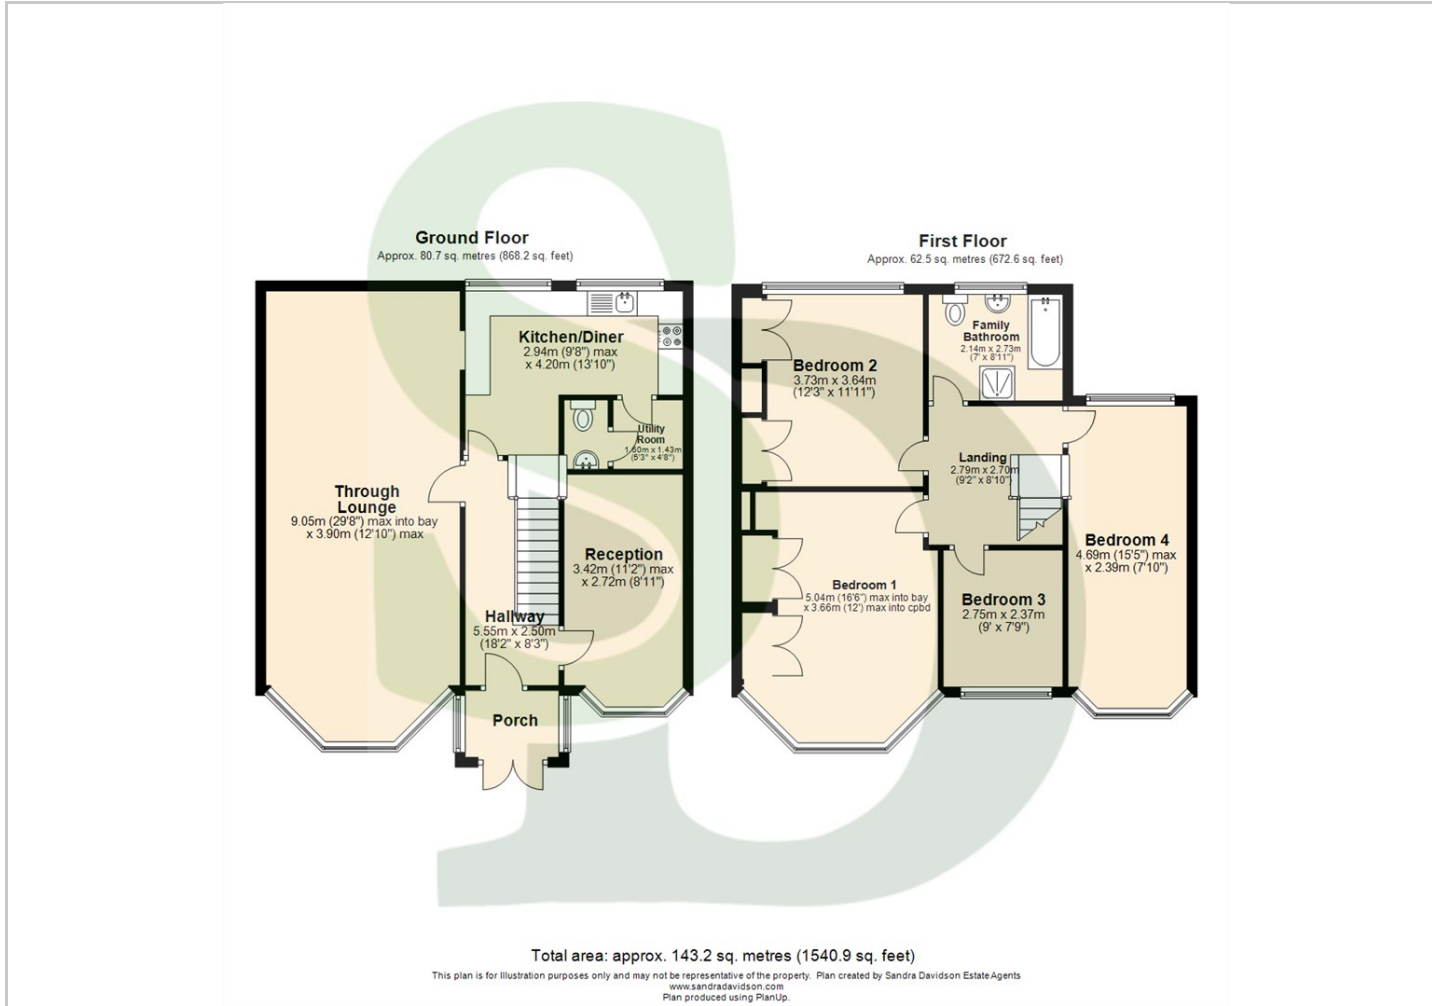 Ground Floor
Approx. 80.7 sq. metres (868.2 sq. feet)
Kitchen/Diner
2.94m (9'8") max
x 4.20m (13'10")
Utility
Room
1.60m x 1.43m
(5'3" x 4'8")
Through
Lounge
9.05m (29'8") max into bay
x 3.90m (12'10") max
Reception
3.42m (11'2") max
x 2.72m (8'11")
Hallway
5.55m x 2.50m
(18'2" x 8'3")
Porch
First Floor
Approx. 62.5 sq. metres (672.6 sq. feet)
Family
Bathroom
2.14m x 2.73m
(7' x 8'11")
Bedroom 2
3.73m x 3.64m
(12'3" x 11'11")
Landing
2.79m x 2.70m
(9'2" x 8'10")
Bedroom 4
4.69m (15'5") max
x 2.39m (7'10")
Bedroom 1
5.04m (16'6") max into bay
x 3.66m (12') max into cpbd
Bedroom 3
2.75m x 2.37m
(9' x 7'9")
Total area: approx. 143.2 sq. metres (1540.9 sq. feet)
This plan is for Illustration purposes only and may not be representative of the property. Plan created by Sandra Davidson Estate Agents
www.sandradavidson.com
Plan produced using PlanUp.